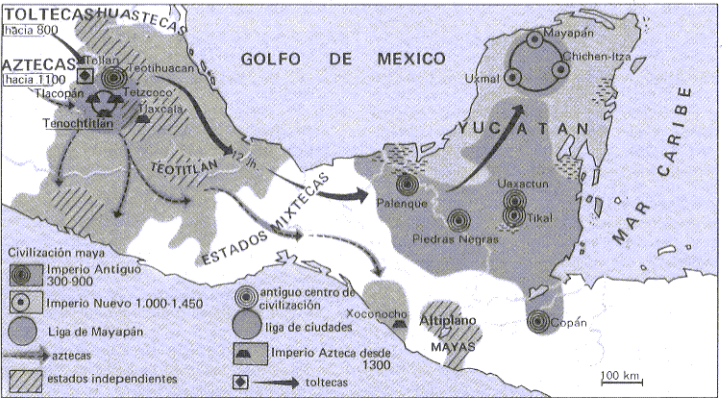 TOLTECAS
hacia 800
HUASTECAS
AZTECAS
hacia 1100
Tollan
Teotihuacan
Tlacopán
Tetzcoco
Tlaxcala
Tenochtitlan
TEOTITLAN
12 Jh.
ESTADOS MIXTECAS
GOLFO DE MEXICO
Mayapán
Chichen-Itza
Uxmal
YUCATAN
MAR CARIBE
Uaxactun
Palenque
Tikal
Piedras Negras
Xoconocho
Altiplano
MAYAS
Copán
Civilización maya
Imperio Antiguo
300-900
Imperio Nuevo 1.000-1.450
Liga de Mayapán
aztecas
estados independientes
antiguo centro de
civilización
liga de ciudades
Imperio Azteca desde
1300
toltecas
100 km